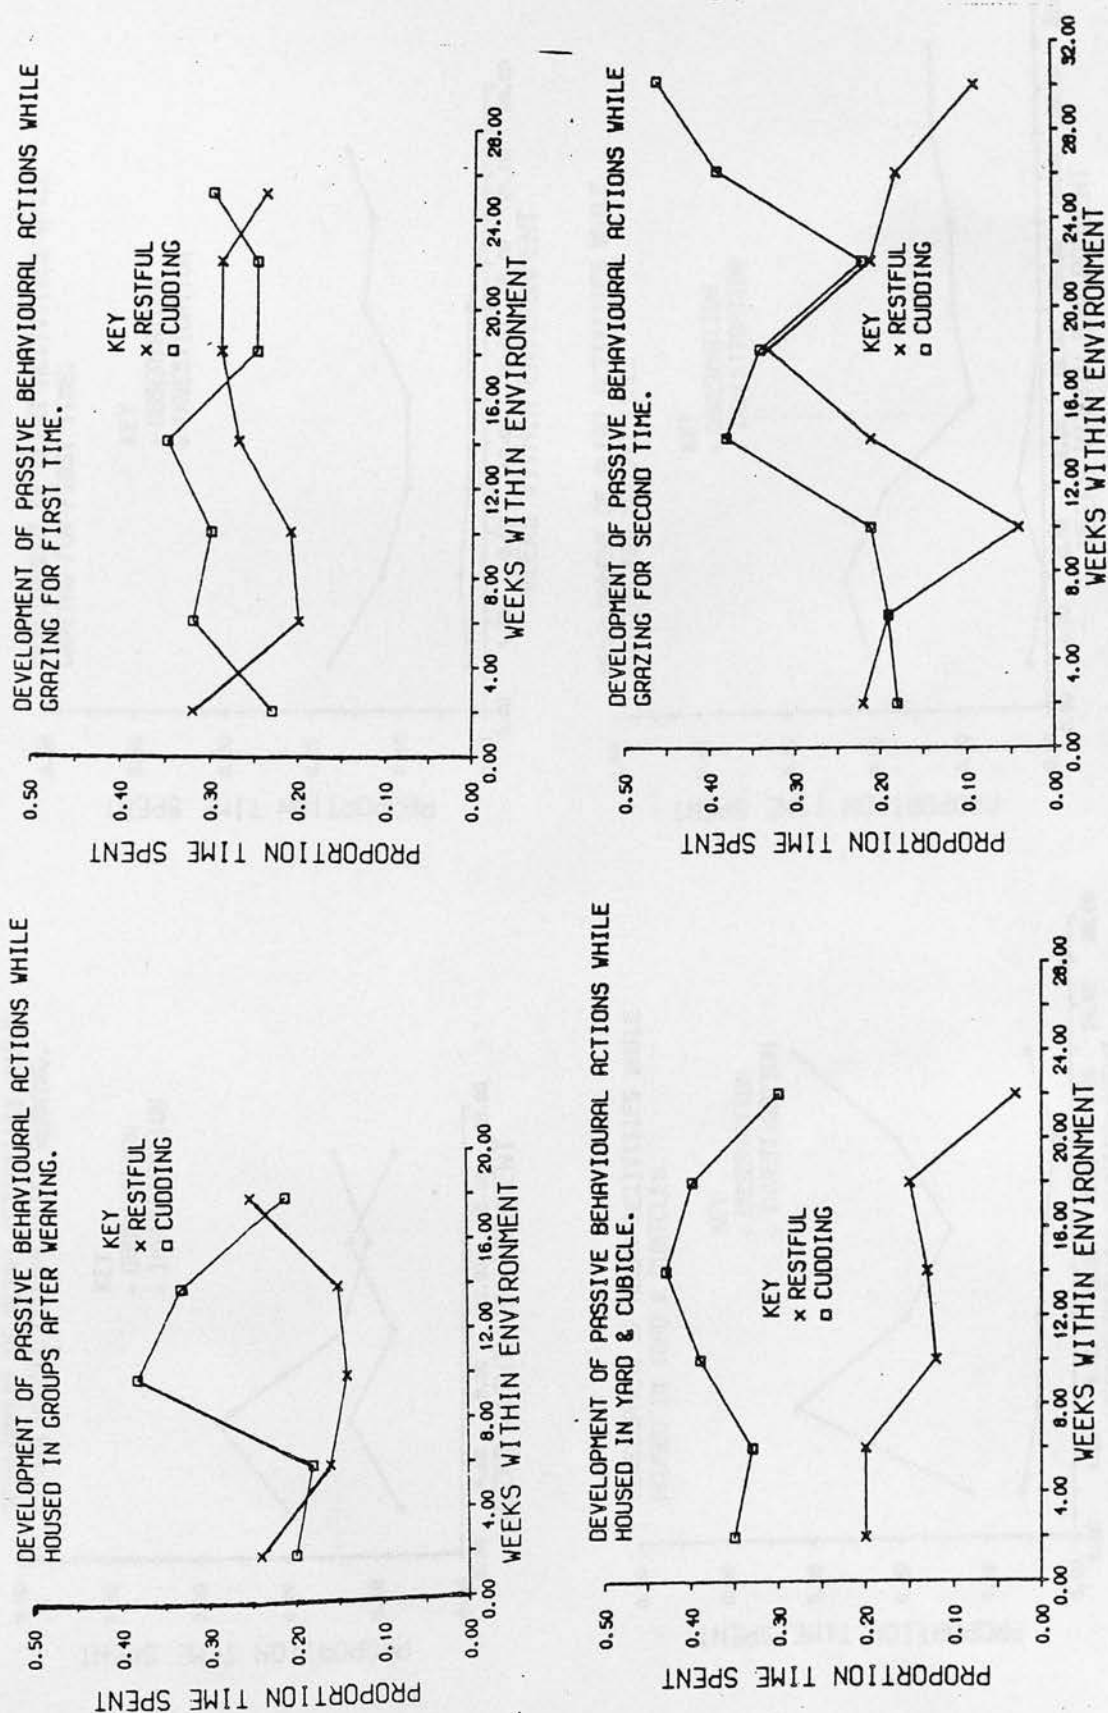 DEVELOPMENT OF PASSIVE BEHAVIOURAL ACTIONS WHILE
HOUSED IN GROUPS AFTER WEANING.
KEY
× RESTFUL
□ CUDDING
PROPORTION TIME SPENT
0.50
0.40
0.30
0.20
0.10
0.00
0.00 4.00 8.00 12.00 16.00 20.00
WEEKS WITHIN ENVIRONMENT
DEVELOPMENT OF PASSIVE BEHAVIOURAL ACTIONS WHILE
GRAZING FOR FIRST TIME.
KEY
× RESTFUL
□ CUDDING
PROPORTION TIME SPENT
0.50
0.40
0.30
0.20
0.10
0.00
0.00 4.00 8.00 12.00 16.00 20.00 24.00 28.00
WEEKS WITHIN ENVIRONMENT
DEVELOPMENT OF PASSIVE BEHAVIOURAL ACTIONS WHILE
HOUSED IN YARD & CUBICLE.
KEY
× RESTFUL
□ CUDDING
PROPORTION TIME SPENT
0.50
0.40
0.30
0.20
0.10
0.00
0.00 4.00 8.00 12.00 16.00 20.00 24.00 28.00
WEEKS WITHIN ENVIRONMENT
DEVELOPMENT OF PASSIVE BEHAVIOURAL ACTIONS WHILE
GRAZING FOR SECOND TIME.
KEY
× RESTFUL
□ CUDDING
PROPORTION TIME SPENT
0.50
0.40
0.30
0.20
0.10
0.00
0.00 4.00 8.00 12.00 16.00 20.00 24.00 28.00 32.00
WEEKS WITHIN ENVIRONMENT